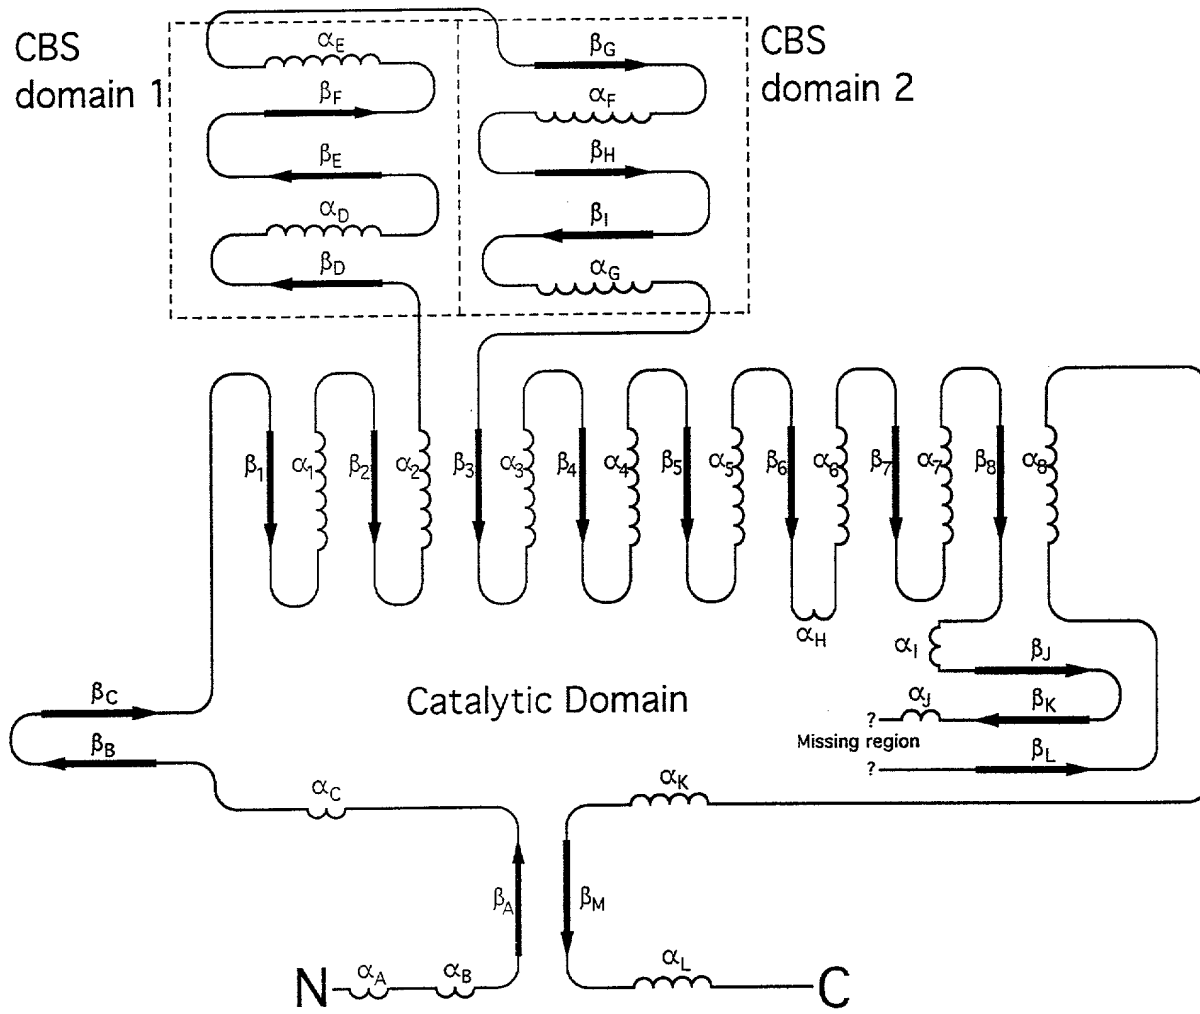 CBS
domain 1
CBS
domain 2
αE
βF
βE
αD
βD
βG
αF
βH
βI
αG
β1 α1 β2 α2 β3 α3 β4 α4 β5 α5 β6 α6 β7 α7 β8 α8
αH
αI
βJ
βC
Catalytic Domain
αJ
βK
?
Missing region
βB
βL
?
αC
αK
βA
βM
N
αA
αB
αL
C